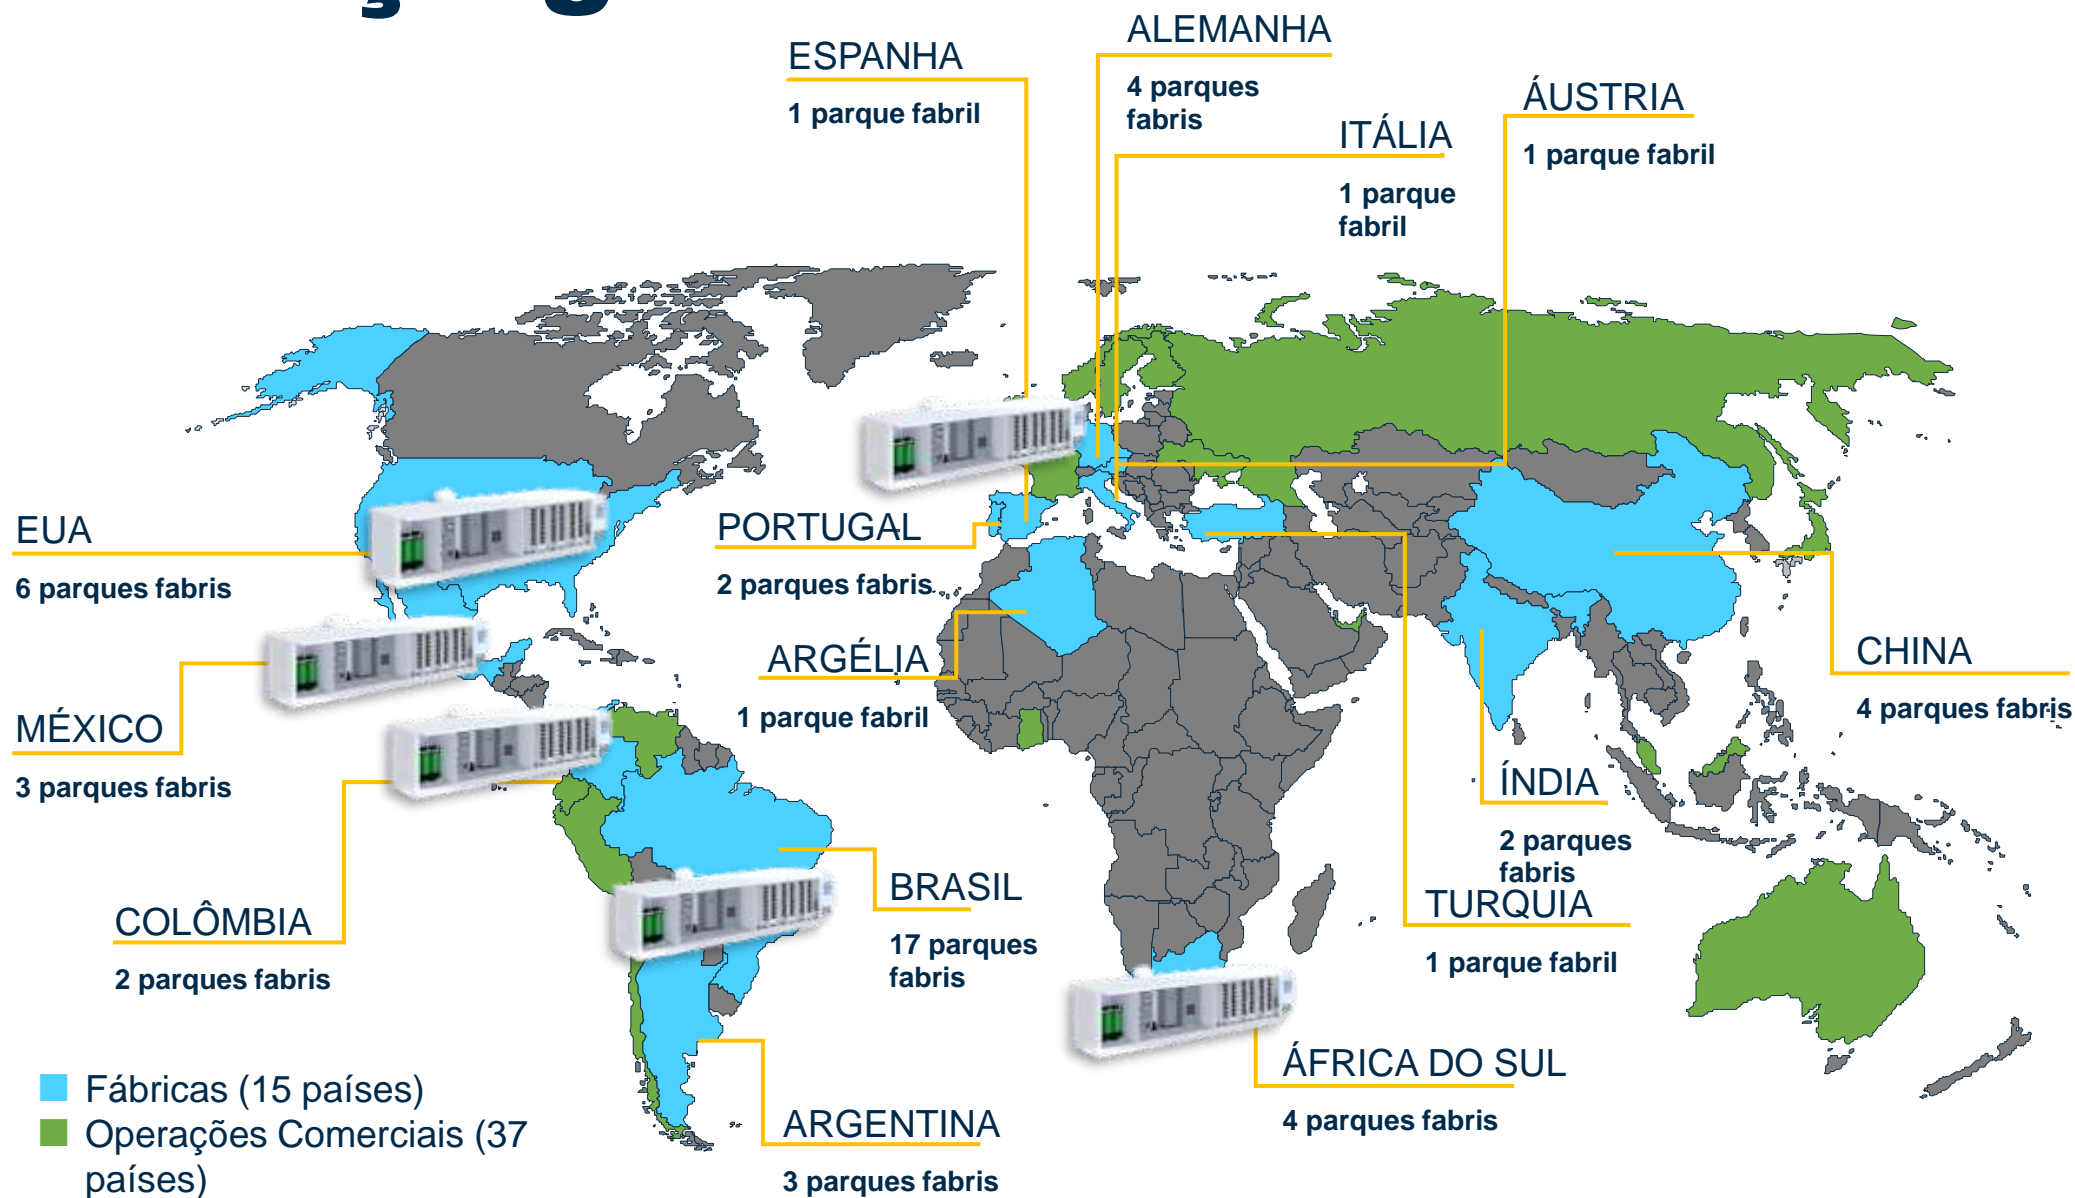 ESPANHA
1 parque fabril
ALEMANHA
4 parques
fabris
ITÁLIA
1 parque
fabril
ÁUSTRIA
1 parque fabril
EUA
6 parques fabris
MÉXICO
3 parques fabris
COLÔMBIA
2 parques fabris
PORTUGAL
2 parques fabris
ARGÉLIA
1 parque fabril
BRASIL
17 parques
fabris
ARGENTINA
3 parques fabris
CHINA
4 parques fabris
ÍNDIA
2 parques
fabris
TURQUIA
1 parque fabril
ÁFRICA DO SUL
4 parques fabris
Fábricas (15 países)
Operações Comerciais (37
países)